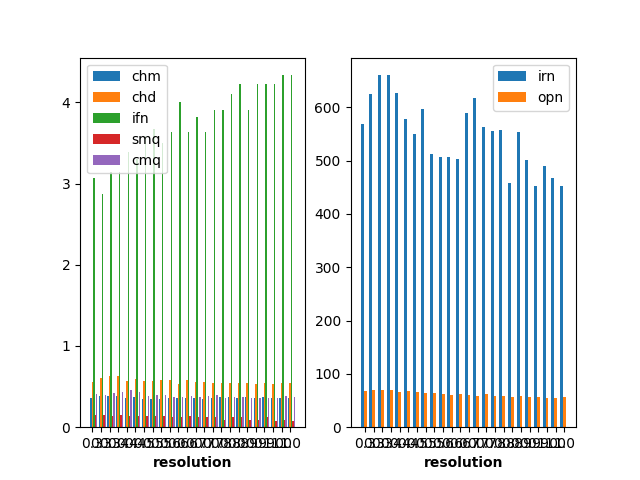 chm
chd
ifn
smq
cmq
4
3
2
1
0
resolution
irn
opn
600
500
400
300
200
100
0
resolution